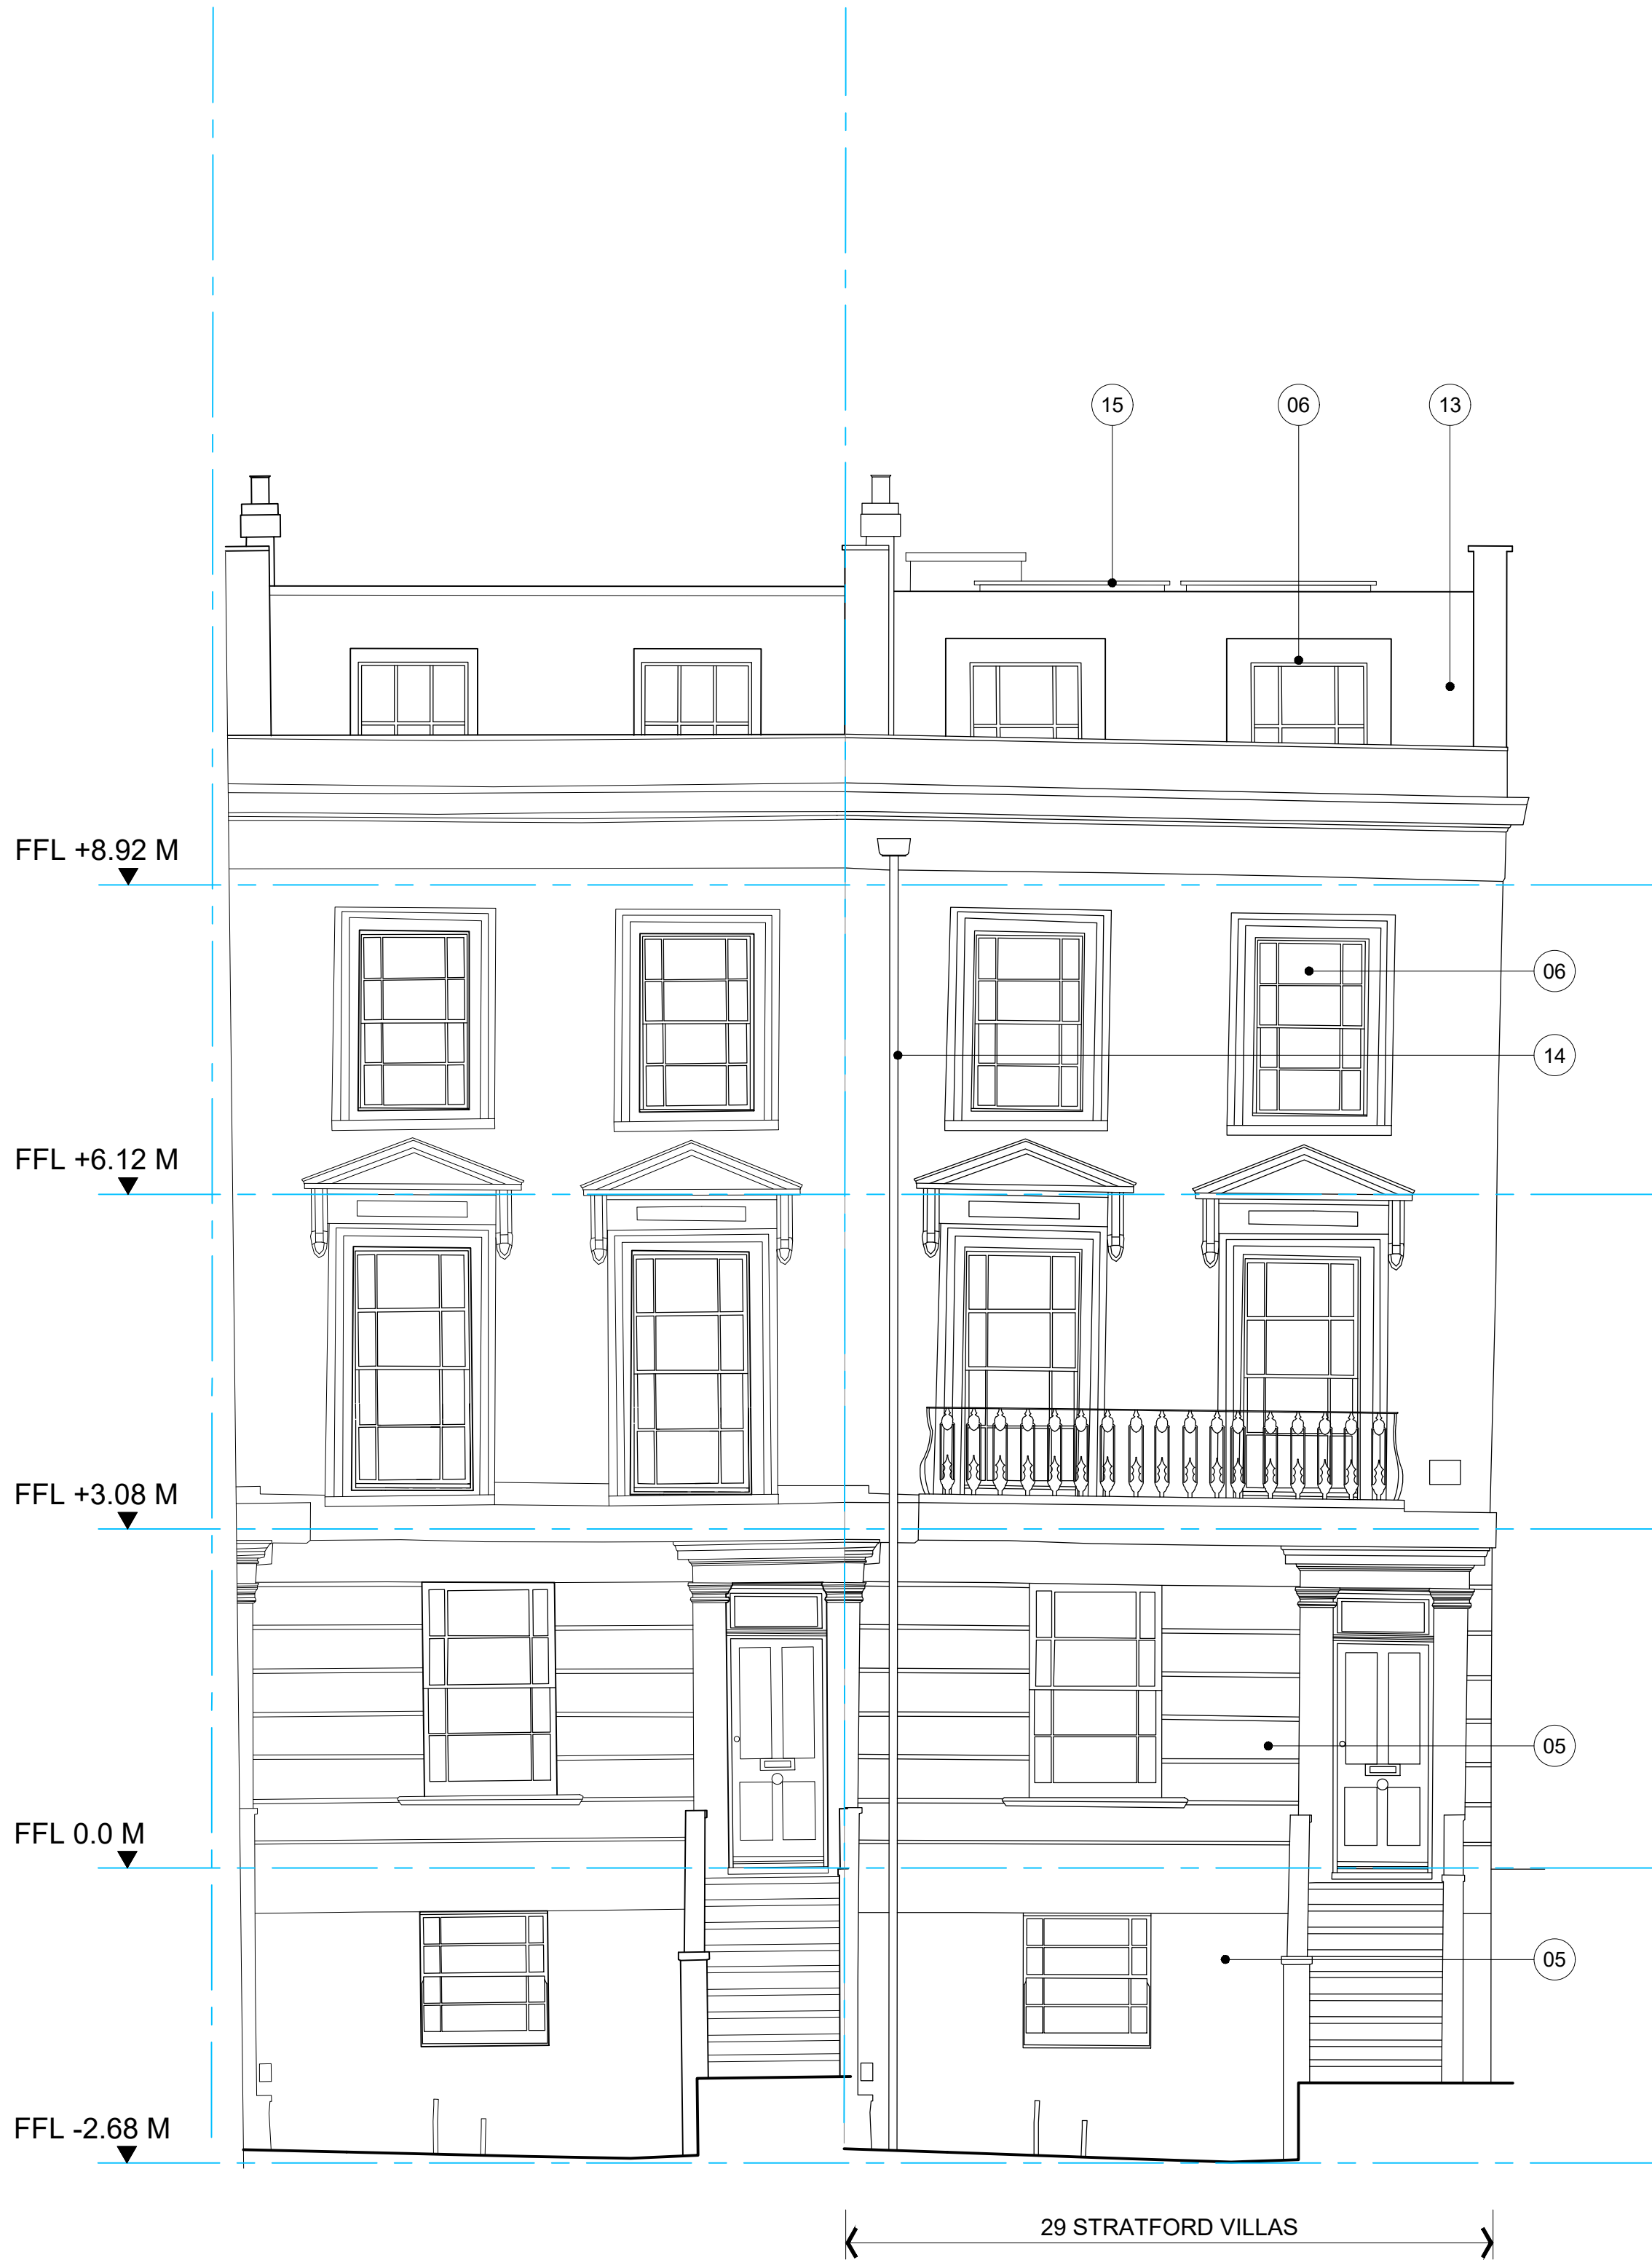 15
06
13
FFL +8.92 M
06
14
FFL +6.12 M
FFL +3.08 M
05
FFL 0.0 M
05
FFL -2.68 M
29 STRATFORD VILLAS